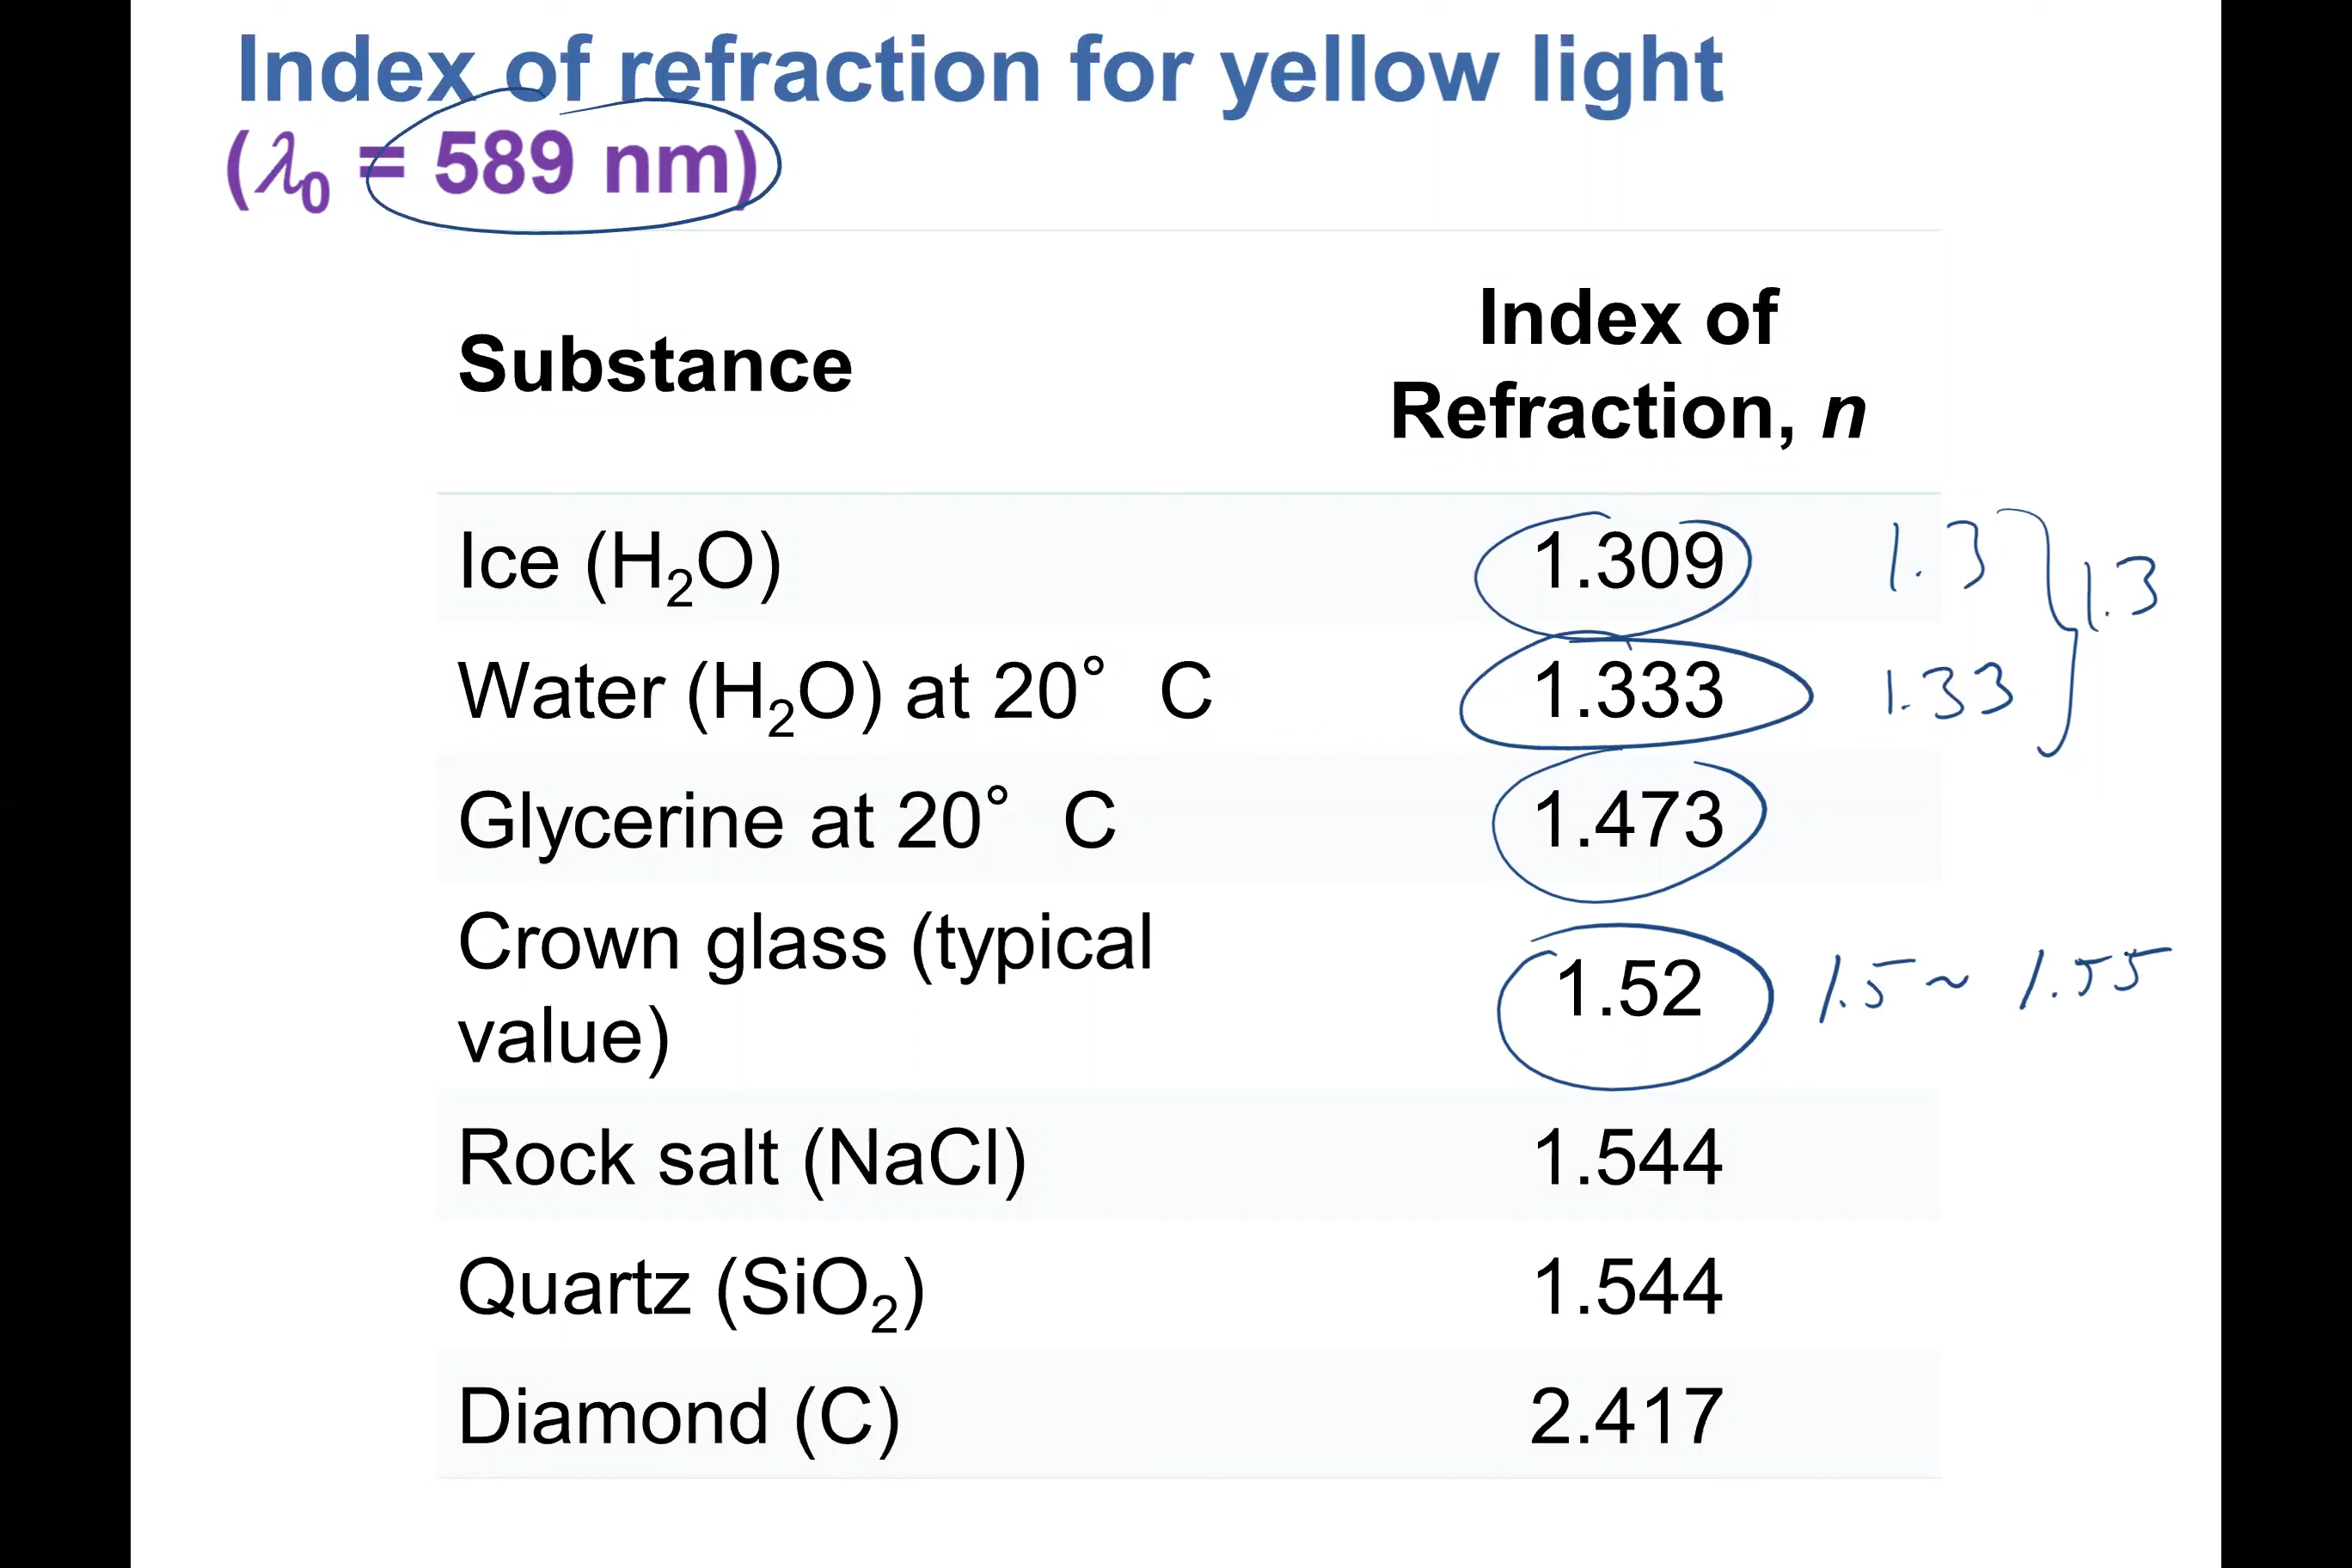 Index of refraction for yellow light
(λ₀ = 589 nm)
Substance
Index of
Refraction, n
Ice (H₂O) 1.309 1.3
1.3
Water (H₂O) at 20° C 1.333 1.33
Glycerine at 20° C 1.473
Crown glass (typical
value) 1.52 1.5 ~ 1.55
Rock salt (NaCl) 1.544
Quartz (SiO₂) 1.544
Diamond (C) 2.417